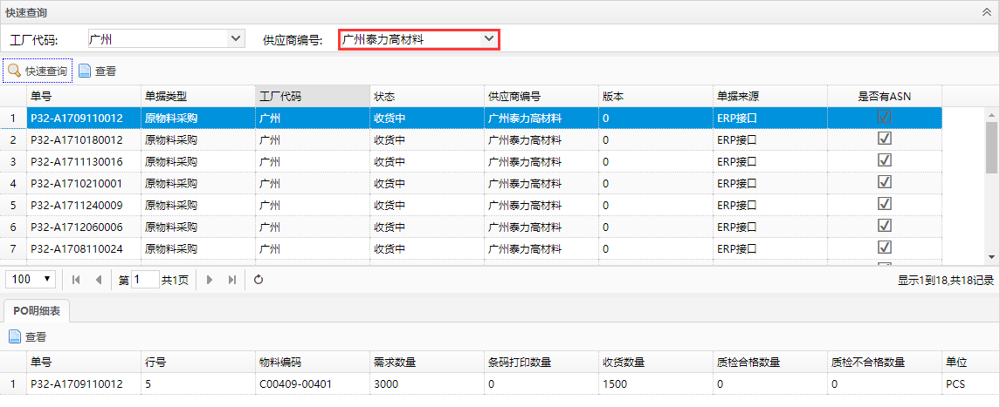 快速查询
工厂代码: 广州 供应商编号: 广州泰力高材料
快速查询 查看
单号 单据类型 工厂代码 状态 供应商编号 版本 单据来源 是否有ASN
1 P32-A1709110012 原物料采购 广州 收货中 广州泰力高材料 0 ERP接口
2 P32-A1710180012 原物料采购 广州 收货中 广州泰力高材料 0 ERP接口
3 P32-A1711130016 原物料采购 广州 收货中 广州泰力高材料 0 ERP接口
4 P32-A1710210001 原物料采购 广州 收货中 广州泰力高材料 0 ERP接口
5 P32-A1711240009 原物料采购 广州 收货中 广州泰力高材料 0 ERP接口
6 P32-A1712060006 原物料采购 广州 收货中 广州泰力高材料 0 ERP接口
7 P32-A1708110024 原物料采购 广州 收货中 广州泰力高材料 0 ERP接口
100 第 1 共1页 显示1到18,共18记录
PO明细表
查看
单号 行号 物料编码 需求数量 条码打印数量 收货数量 质检合格数量 质检不合格数量 单位
1 P32-A1709110012 5 C00409-00401 3000 0 1500 0 0 PCS